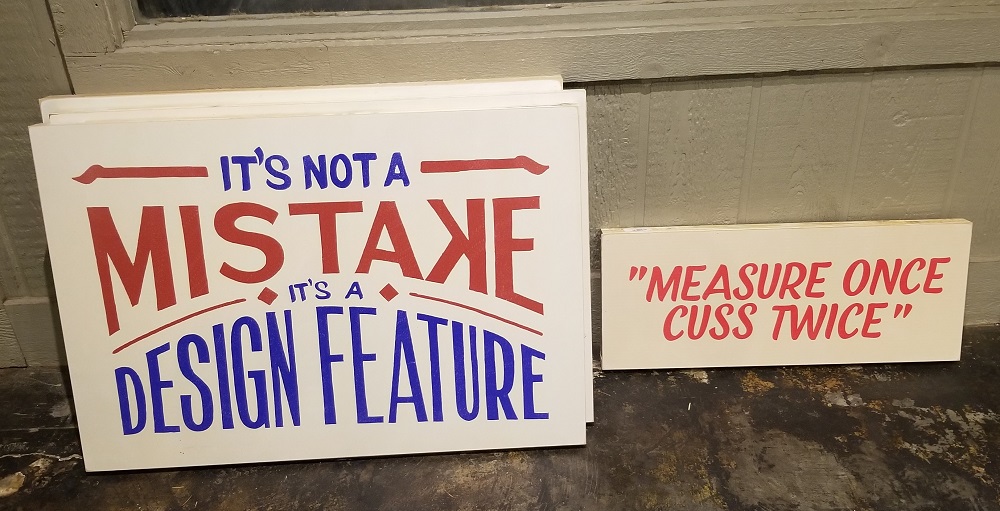 IT'S NOT A
MISTAKE
IT'S A
DESIGN FEATURE
"MEASURE ONCE
CUSS TWICE"